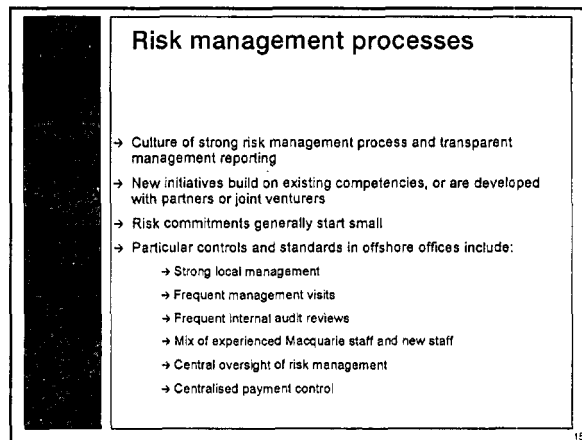 Risk management processes
→ Culture of strong risk management process and transparent
management reporting
→ New initiatives build on existing competencies, or are developed
with partners or joint venturers
→ Risk commitments generally start small
→ Particular controls and standards in offshore offices include:
→ Strong local management
→ Frequent management visits
→ Frequent internal audit reviews
→ Mix of experienced Macquarie staff and new staff
→ Central oversight of risk management
→ Centralised payment control